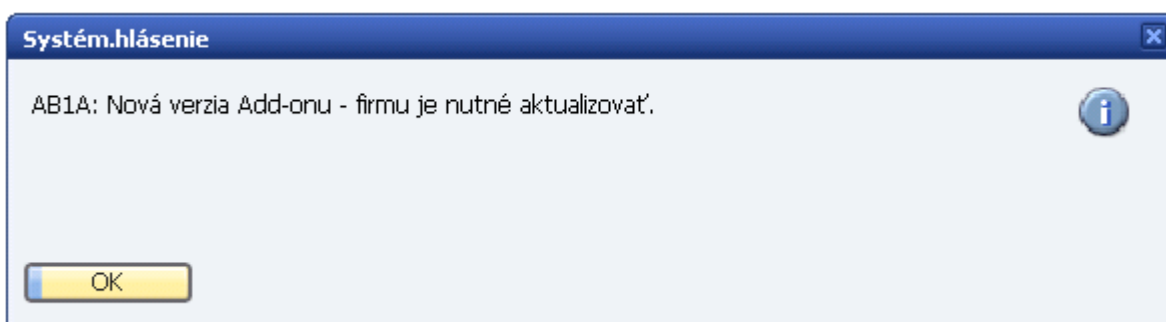 Systém.hlásenie
AB1A: Nová verzia Add-onu - firmu je nutné aktualizovať.
OK